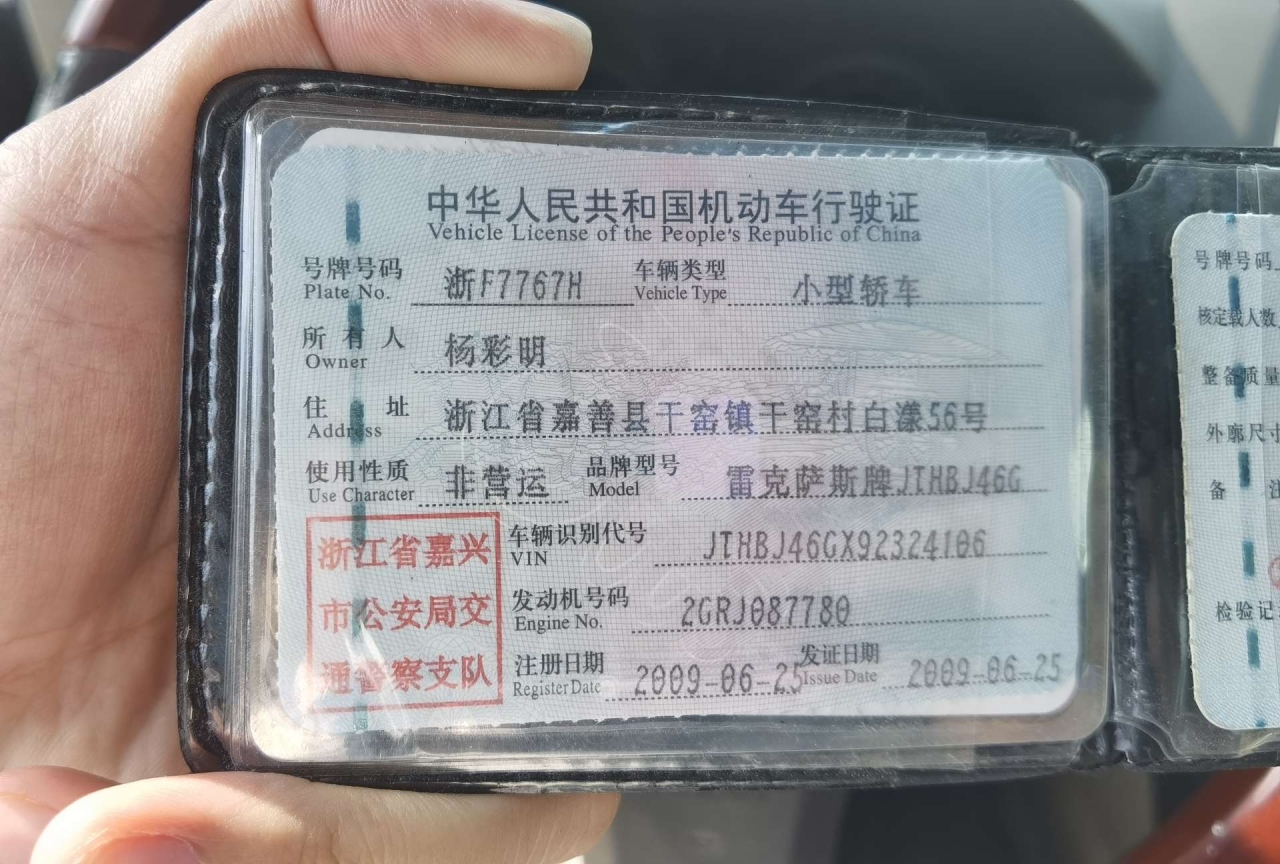 中华人民共和国机动车行驶证
Vehicle License of the People's Republic of China
号牌号码 浙F7767H 车辆类型 小型轿车
Plate No. Vehicle Type
所有人 杨彩明
Owner
住址 浙江省嘉善县干窑镇干窑村白漾56号
Address
使用性质 非营运 品牌型号 雷克萨斯牌JTHBJ46G
Use Character Model
浙江省嘉兴
市公安局交
通警察支队
车辆识别代号 JTHBJ46GX92324106
VIN
发动机号码 2GRJ087780
Engine No.
注册日期 2009-06-25 发证日期 2009-06-25
Register Date Issue Date
号牌号码
核定载人数
整备质量
外廓尺寸
备 注
检验记